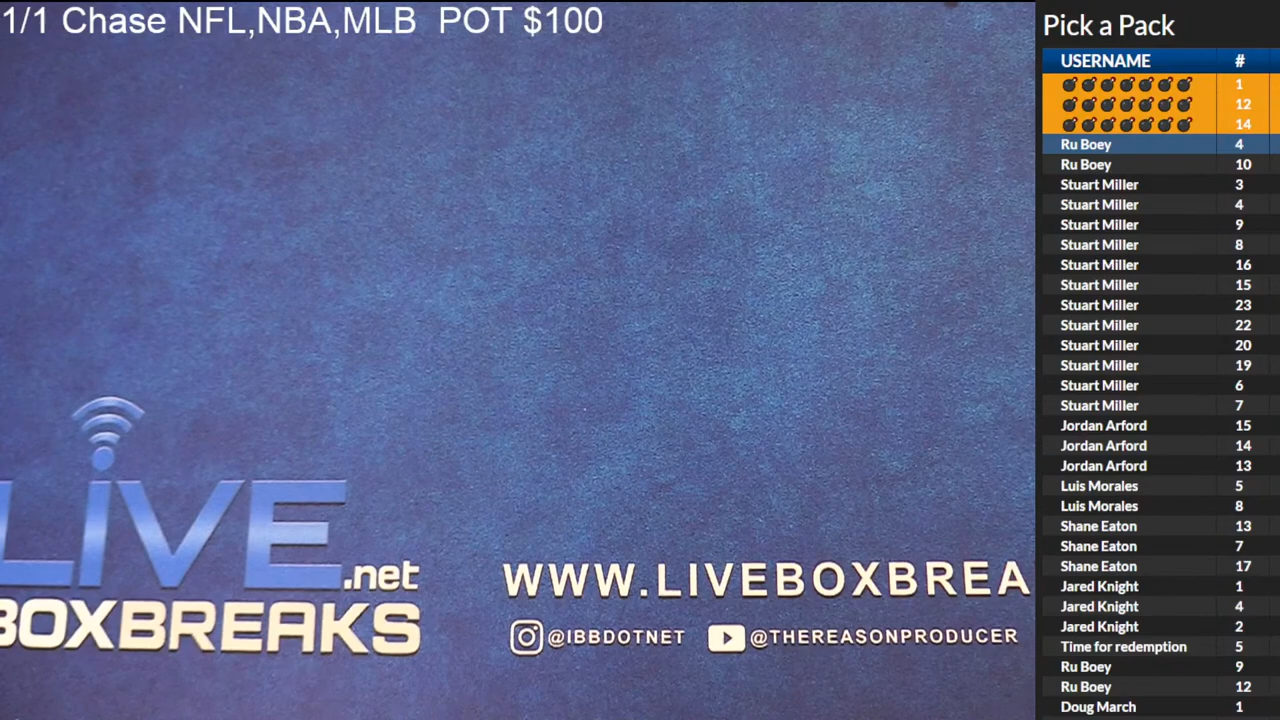 1/1 Chase NFL,NBA,MLB POT $100
LIVE.net
BOXBREAKS
WWW.LIVEBOXBREA
@IBBDOTNET @THEREASONPRODUCER
Pick a Pack
USERNAME #
💣💣💣💣💣💣💣 1
💣💣💣💣💣💣💣 12
💣💣💣💣💣💣💣 14
Ru Boey 4
Ru Boey 10
Stuart Miller 3
Stuart Miller 4
Stuart Miller 9
Stuart Miller 8
Stuart Miller 16
Stuart Miller 15
Stuart Miller 23
Stuart Miller 22
Stuart Miller 20
Stuart Miller 19
Stuart Miller 6
Stuart Miller 7
Jordan Arford 15
Jordan Arford 14
Jordan Arford 13
Luis Morales 5
Luis Morales 8
Shane Eaton 13
Shane Eaton 7
Shane Eaton 17
Jared Knight 1
Jared Knight 4
Jared Knight 2
Time for redemption 5
Ru Boey 9
Ru Boey 12
Doug March 1